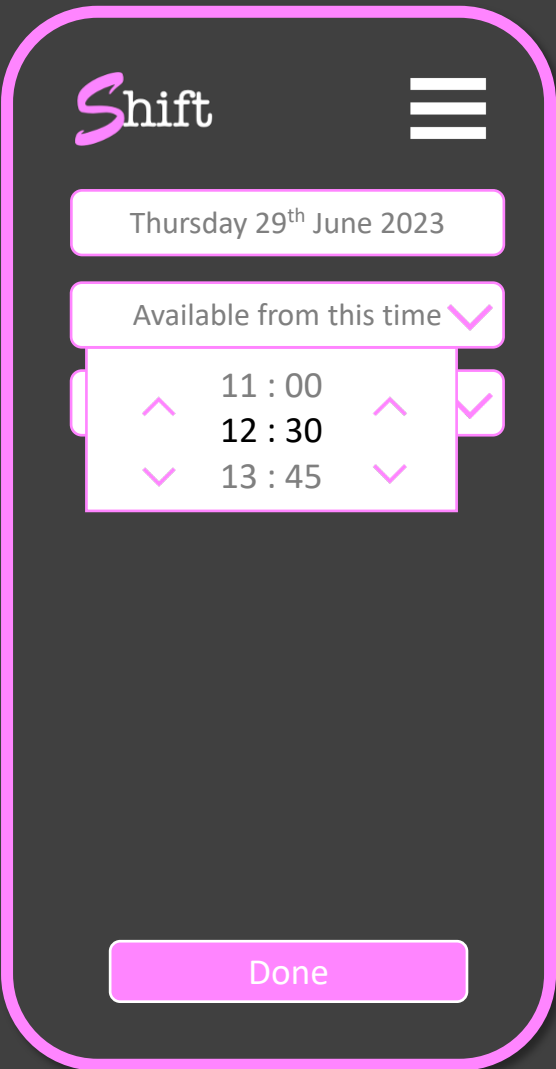 Shift
Thursday 29th June 2023
Available from this time
11 : 00
12 : 30
13 : 45
Done